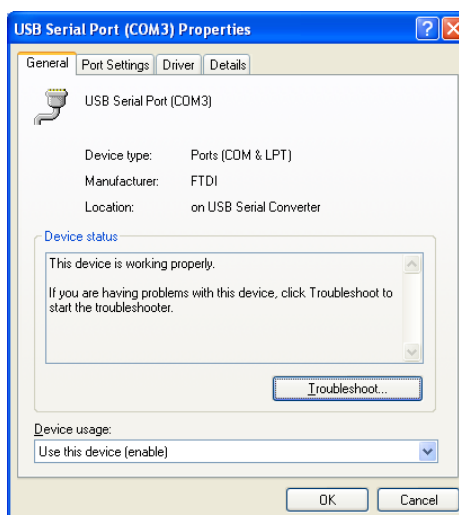 USB Serial Port (COM3) Properties
General Port Settings Driver Details
USB Serial Port (COM3)
Device type: Ports (COM & LPT)
Manufacturer: FTDI
Location: on USB Serial Converter
Device status
This device is working properly.
If you are having problems with this device, click Troubleshoot to
start the troubleshooter.
Troubleshoot...
Device usage:
Use this device (enable)
OK Cancel